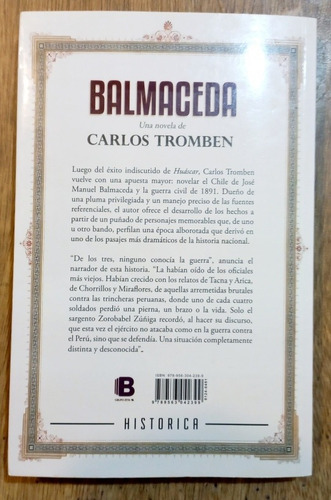 BALMACEDA
Una novela de
CARLOS TROMBEN
Luego del éxito indiscutido de Huáscar, Carlos Tromben
vuelve con una apuesta mayor: novelar el Chile de José
Manuel Balmaceda y la guerra civil de 1891. Dueño de
una pluma privilegiada y un manejo preciso de las fuentes
referenciales, el autor ofrece el desarrollo de los hechos a
partir de un puñado de personajes memorables que, de uno
u otro bando, perfilan una época alborotada que derivó en
uno de los pasajes más dramáticos de la historia nacional.
"De los tres, ninguno conocía la guerra", anuncia el
narrador de esta historia. "La habían oído de los oficiales
más viejos. Habían crecido con los relatos de Tacna y Arica,
de Chorrillos y Miraflores, de aquellas arremetidas brutales
contra las trincheras peruanas, donde uno de cada cuatro
soldados perdió una pierna, un brazo o la vida. Solo el
sargento Zorobabel Zúñiga recordó, al hacer su discurso,
que esta vez el ejército no atacaba como en la guerra contra
el Perú, sino que se defendía. Una situación completamente
distinta y desconocida".
B
HISTORICA